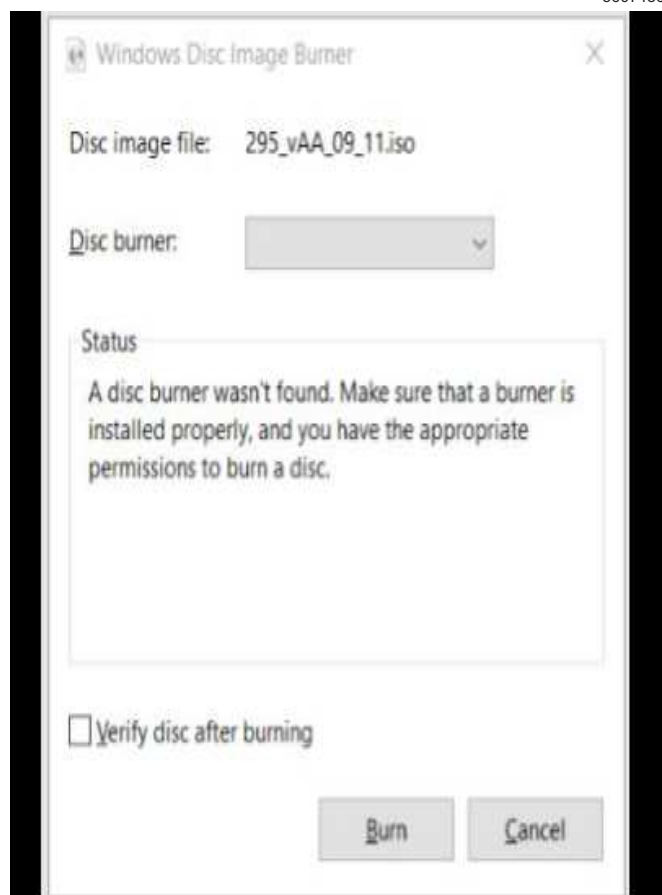 Windows Disc Image Burner
Disc image file: 295_vAA_09_11.iso
Disc burner:
Status
A disc burner wasn't found. Make sure that a burner is
installed properly, and you have the appropriate
permissions to burn a disc.
Verify disc after burning
Burn Cancel